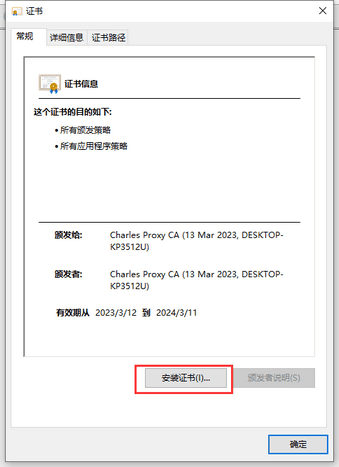 证书
常规
详细信息
证书路径
证书信息
这个证书的目的如下:
• 所有颁发策略
• 所有应用程序策略
颁发给: Charles Proxy CA (13 Mar 2023, DESKTOP-
KP3512U)
颁发者: Charles Proxy CA (13 Mar 2023, DESKTOP-
KP3512U)
有效期从 2023/3/12 到 2024/3/11
安装证书(I)...
颁发者说明(S)
确定